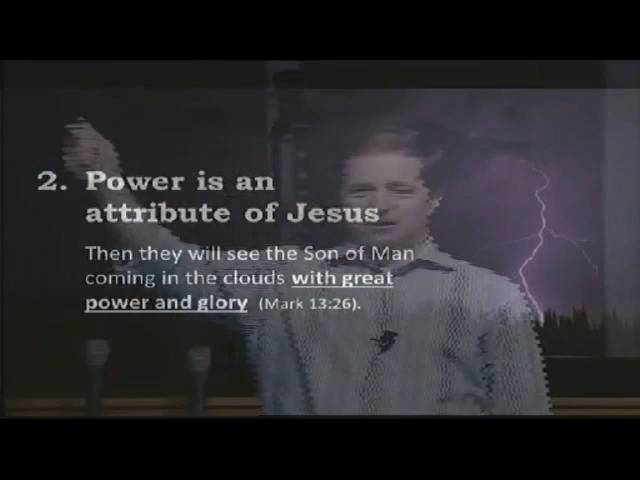 2. Power is an
attribute of Jesus
Then they will see the Son of Man
coming in the clouds with great
power and glory (Mark 13:26).